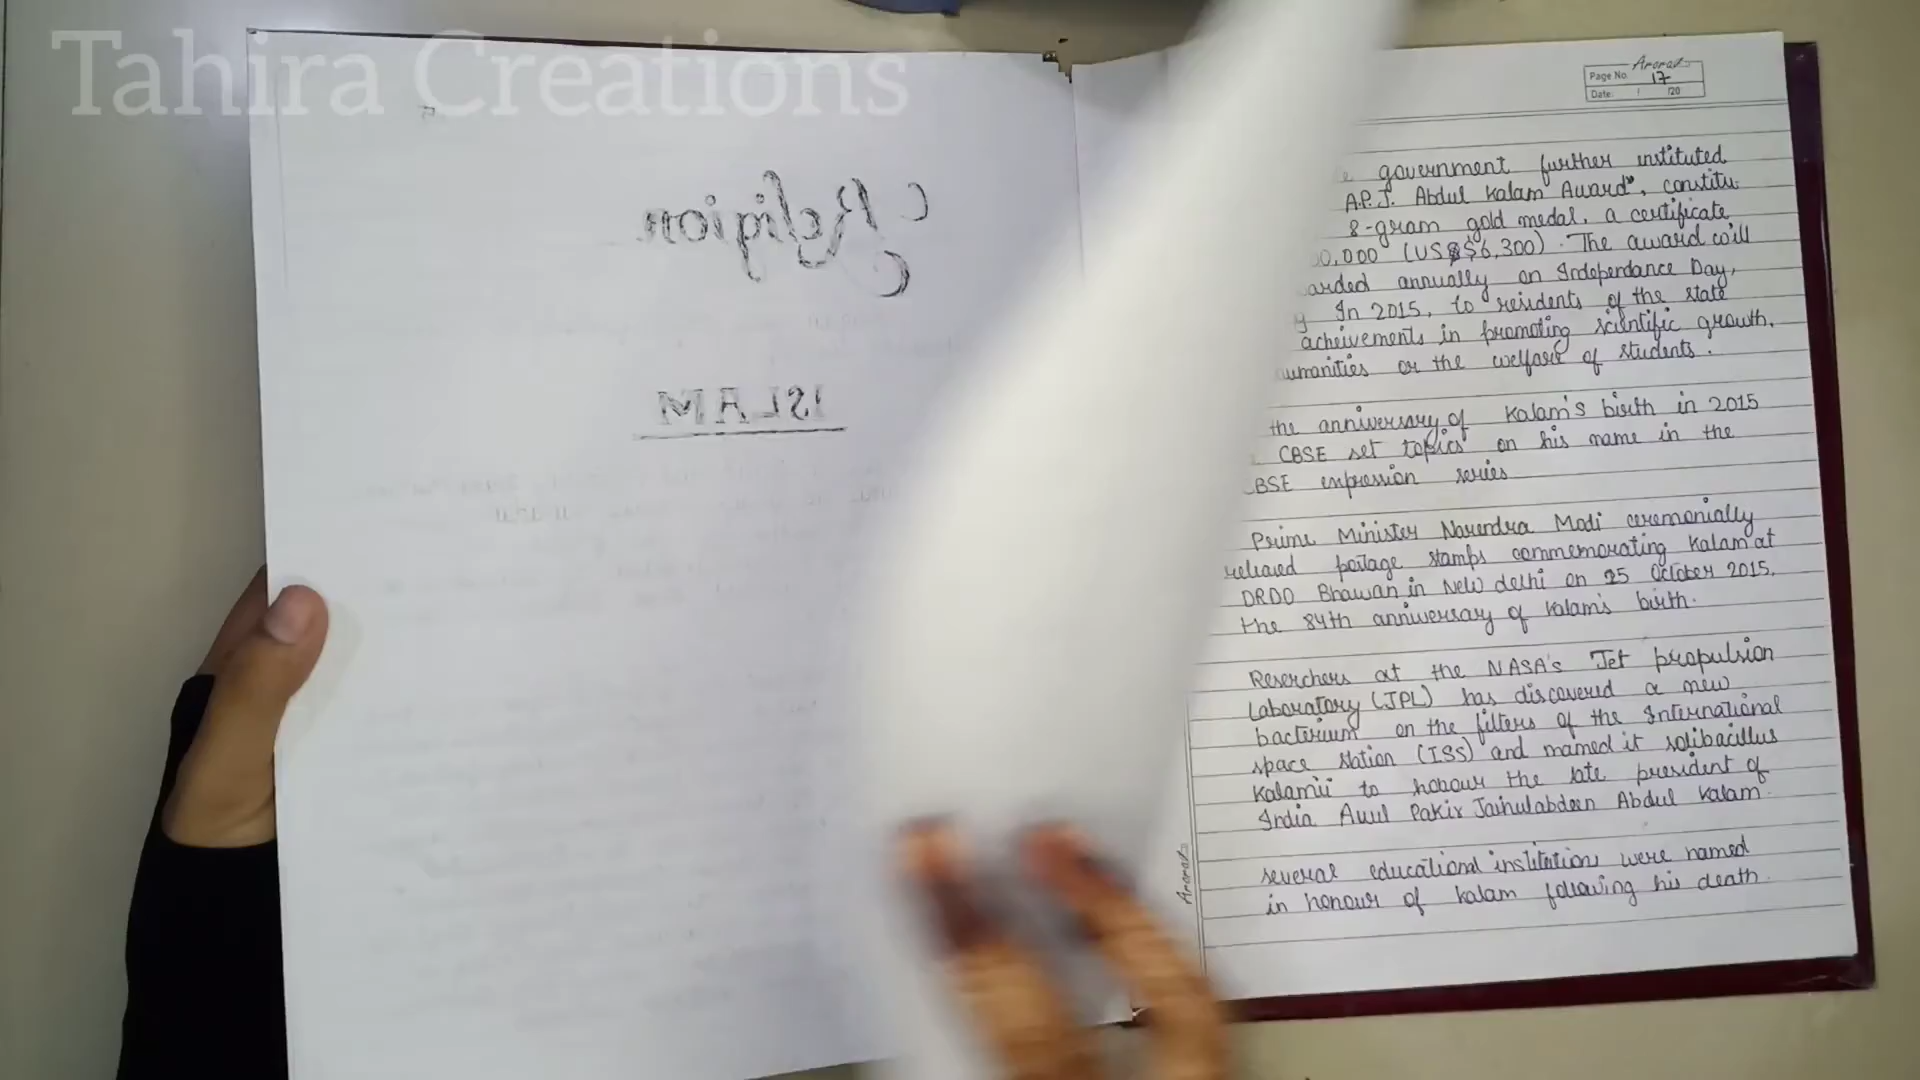 Tahira Creations
Religion
ISLAM
Page No. 17
Date: / /20
government further instituted
A.P.J. Abdul Kalam Award", constitu
8-gram gold medal, a certificate
00,000 (US$$6,300). The award will
arded annually on Independance Day,
y In 2015, to residents of the state
acheivements in promoting scientific growth,
umanities or the welfare of students.
the anniversary of Kalam's birth in 2015
CBSE set topics on his name in the
BSE expression series
Prime Minister Narendra Modi ceremonially
postage stamps commemorating Kalam at
DRDO Bhawan in New delhi on 25 October 2015,
the 84th anniversary of Kalam's birth.
Reserchers at the NASA's Jet propulsion
Laboratory (JPL) has discovered a new
bacterium on the filters of the International
space station (ISS) and named it solibacillus
Kalamii to honour the late president of
India Avul Pakir Jainulabdeen Abdul Kalam.
several educational institutions were named
in honour of Kalam following his death.